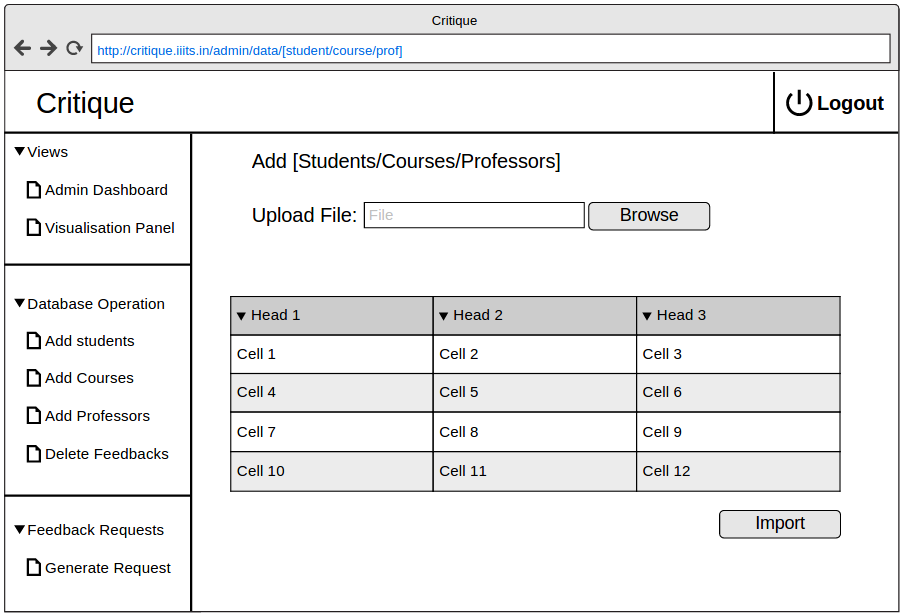 Critique
http://critique.iiits.in/admin/data/[student/course/prof]
Critique
Logout
Views
Admin Dashboard
Visualisation Panel
Database Operation
Add students
Add Courses
Add Professors
Delete Feedbacks
Feedback Requests
Generate Request
Add [Students/Courses/Professors]
Upload File: File Browse
Head 1 Head 2 Head 3
Cell 1 Cell 2 Cell 3
Cell 4 Cell 5 Cell 6
Cell 7 Cell 8 Cell 9
Cell 10 Cell 11 Cell 12
Import